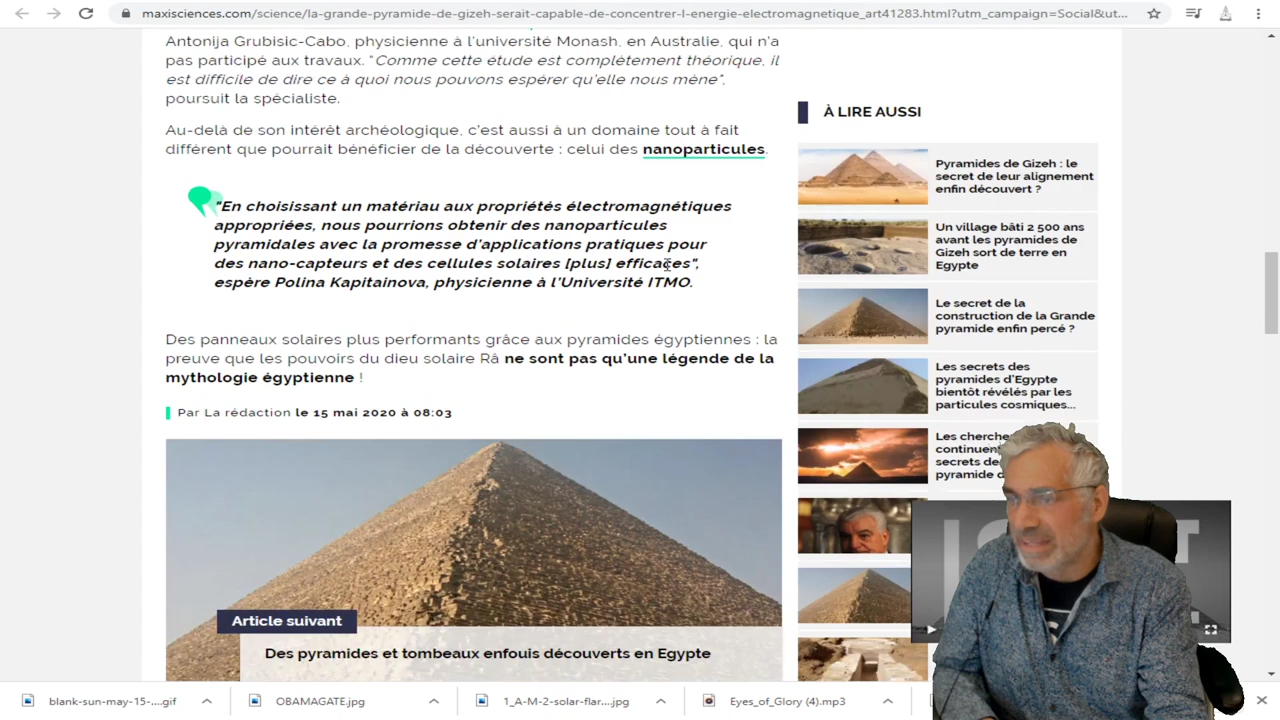 maxisciences.com/science/la-grande-pyramide-de-gizeh-serait-capable-de-concentrer-l-energie-electromagnetique_art41283.html?utm_campaign=Social&ut...
Antonija Grubisic-Cabo, physicienne à l'université Monash, en Australie, qui n'a
pas participé aux travaux. "Comme cette étude est complètement théorique, il
est difficile de dire ce à quoi nous pouvons espérer qu'elle nous mène",
poursuit la spécialiste.
Au-delà de son intérêt archéologique, c'est aussi à un domaine tout à fait
différent que pourrait bénéficier de la découverte : celui des nanoparticules.
"En choisissant un matériau aux propriétés électromagnétiques
appropriées, nous pourrions obtenir des nanoparticules
pyramidales avec la promesse d'applications pratiques pour
des nano-capteurs et des cellules solaires [plus] efficaces",
espère Polina Kapitainova, physicienne à l'Université ITMO.
Des panneaux solaires plus performants grâce aux pyramides égyptiennes : la
preuve que les pouvoirs du dieu solaire Râ ne sont pas qu'une légende de la
mythologie égyptienne !
Par La rédaction le 15 mai 2020 à 08:03
Article suivant
Des pyramides et tombeaux enfouis découverts en Egypte
À LIRE AUSSI
Pyramides de Gizeh : le
secret de leur alignement
enfin découvert ?
Un village bâti 2 500 ans
avant les pyramides de
Gizeh sort de terre en
Egypte
Le secret de la
construction de la Grande
pyramide enfin percé ?
Les secrets des
pyramides d'Egypte
bientôt révélés par les
particules cosmiques...
Les cherche
continuent
secrets de
pyramide d
blank-sun-may-15-....gif
OBAMAGATE.jpg
1_A-M-2-solar-flar....jpg
Eyes_of_Glory (4).mp3